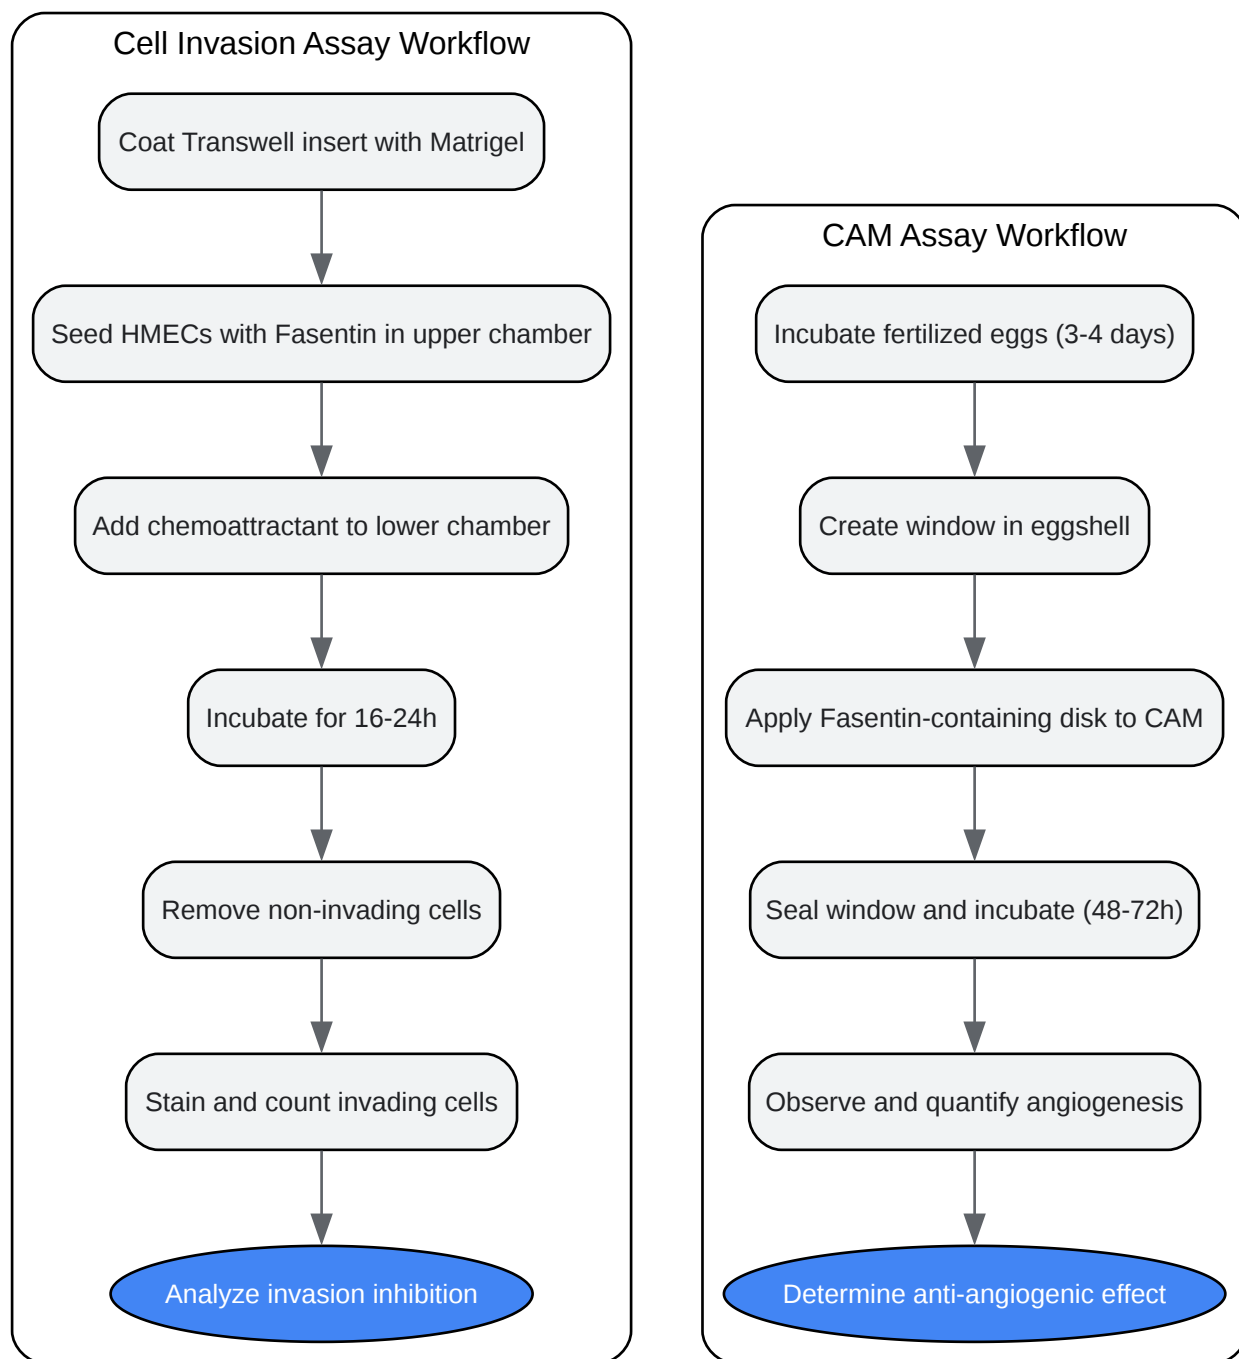 Cell Invasion Assay Workflow
Coat Transwell insert with Matrigel
Seed HMECs with Fasentin in upper chamber
Add chemoattractant to lower chamber
Incubate for 16-24h
Remove non-invading cells
Stain and count invading cells
Analyze invasion inhibition
CAM Assay Workflow
Incubate fertilized eggs (3-4 days)
Create window in eggshell
Apply Fasentin-containing disk to CAM
Seal window and incubate (48-72h)
Observe and quantify angiogenesis
Determine anti-angiogenic effect